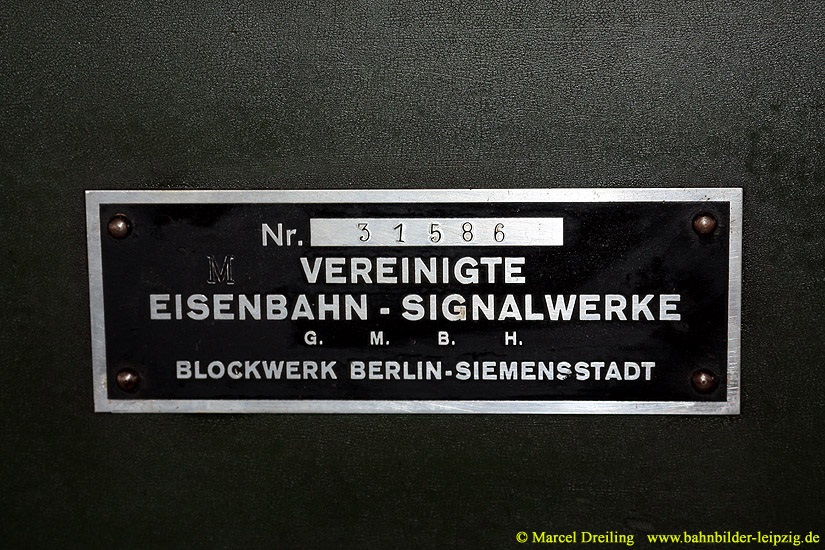 Nr. 31586
M VEREINIGTE
EISENBAHN - SIGNALWERKE
G. M. B. H.
BLOCKWERK BERLIN-SIEMENSSTADT
© Marcel Dreiling www.bahnbilder-leipzig.de